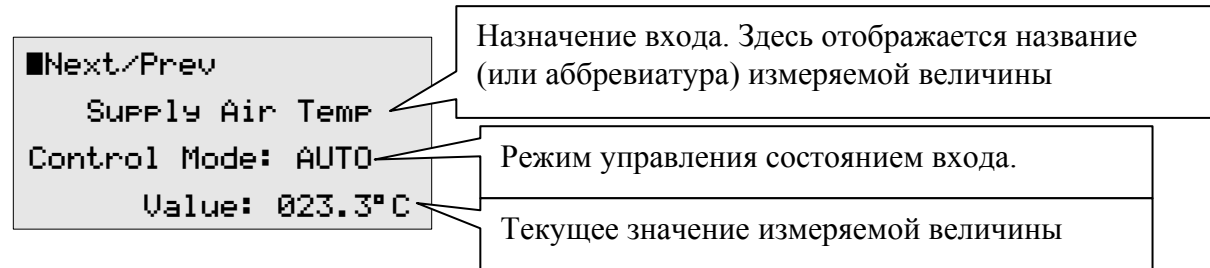 ■Next/Prev
Supply Air Temp
Control Mode: AUTO
Value: 023.3°C
Назначение входа. Здесь отображается название
(или аббревиатура) измеряемой величины
Режим управления состоянием входа.
Текущее значение измеряемой величины